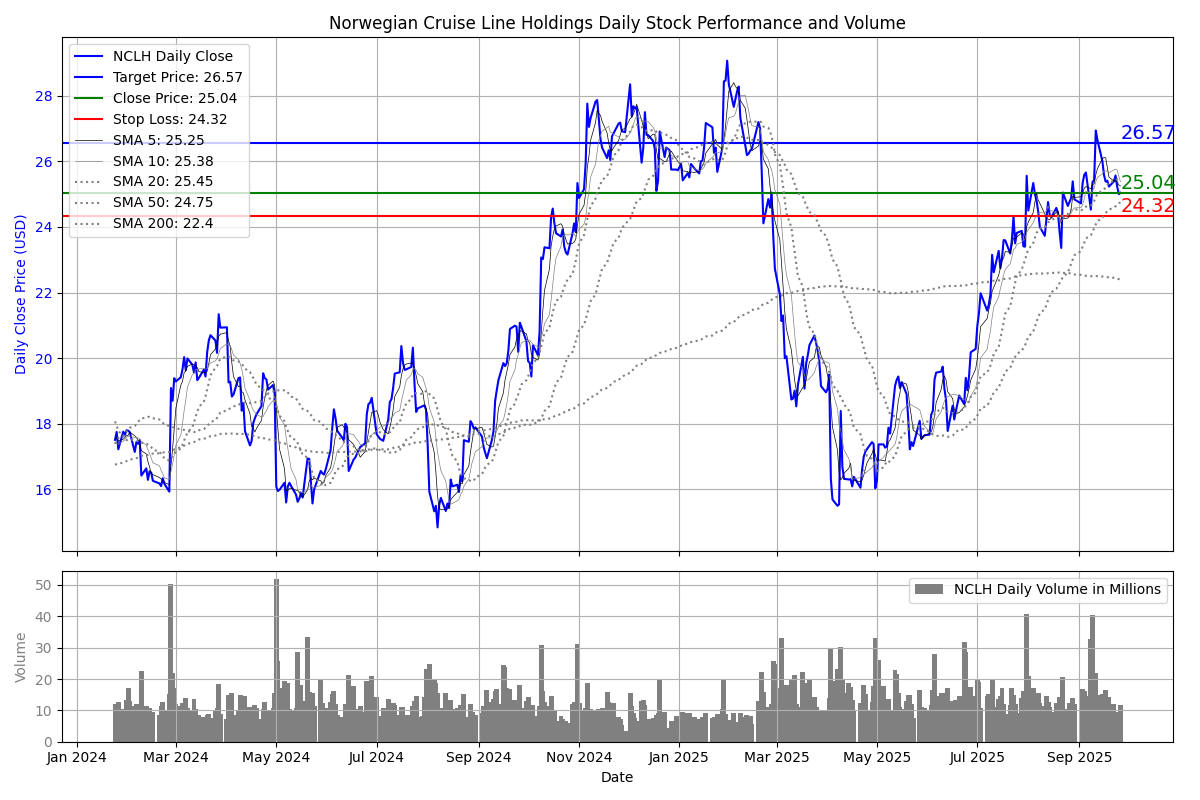 Norwegian Cruise Line Holdings Daily Stock Performance and Volume
NCLH Daily Close
Target Price: 26.57
Close Price: 25.04
Stop Loss: 24.32
SMA 5: 25.25
SMA 10: 25.38
SMA 20: 25.45
SMA 50: 24.75
SMA 200: 22.4
26.57
25.04
24.32
Daily Close Price (USD)
28
26
24
22
20
18
16
NCLH Daily Volume in Millions
Volume
50
40
30
20
10
0
Jan 2024 Mar 2024 May 2024 Jul 2024 Sep 2024 Nov 2024 Jan 2025 Mar 2025 May 2025 Jul 2025 Sep 2025
Date